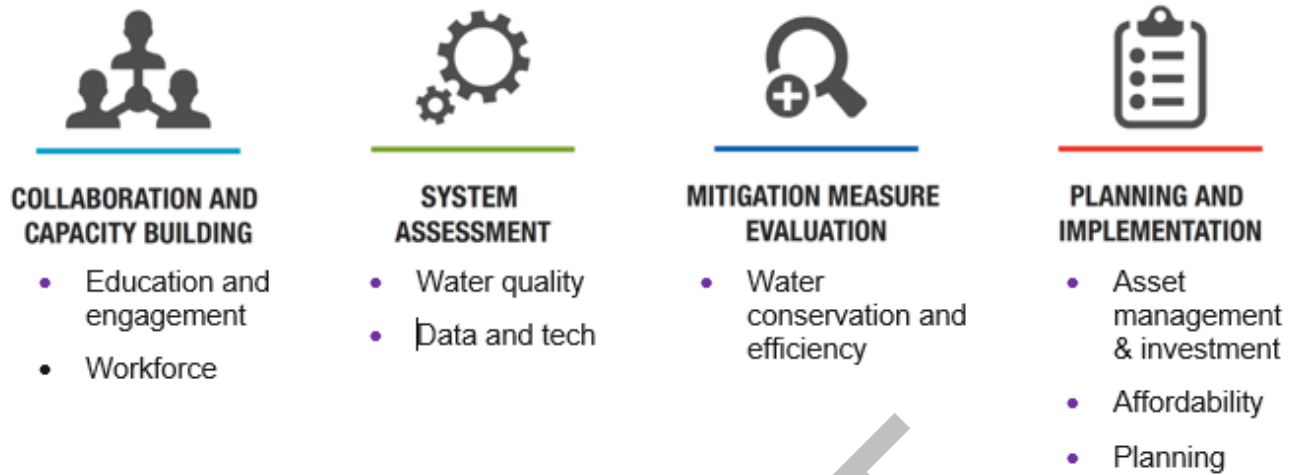 COLLABORATION AND
CAPACITY BUILDING
• Education and
engagement
• Workforce
SYSTEM
ASSESSMENT
• Water quality
• Data and tech
MITIGATION MEASURE
EVALUATION
• Water
conservation and
efficiency
PLANNING AND
IMPLEMENTATION
• Asset
management
& investment
• Affordability
• Planning